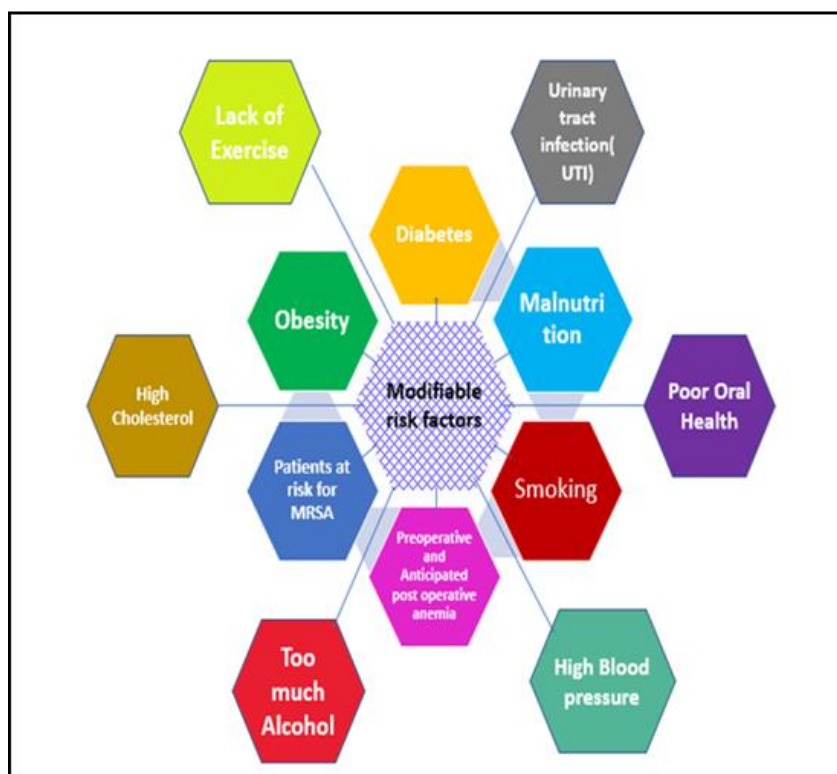 Lack of
Exercise
Urinary
tract
infection(
UTI)
Diabetes
Obesity
Malnutri
tion
High
Cholesterol
Modifiable
risk factors
Poor Oral
Health
Patients at
risk for
MRSA
Smoking
Preoperative
and
Anticipated
post operative
anemia
Too
much
Alcohol
High Blood
pressure